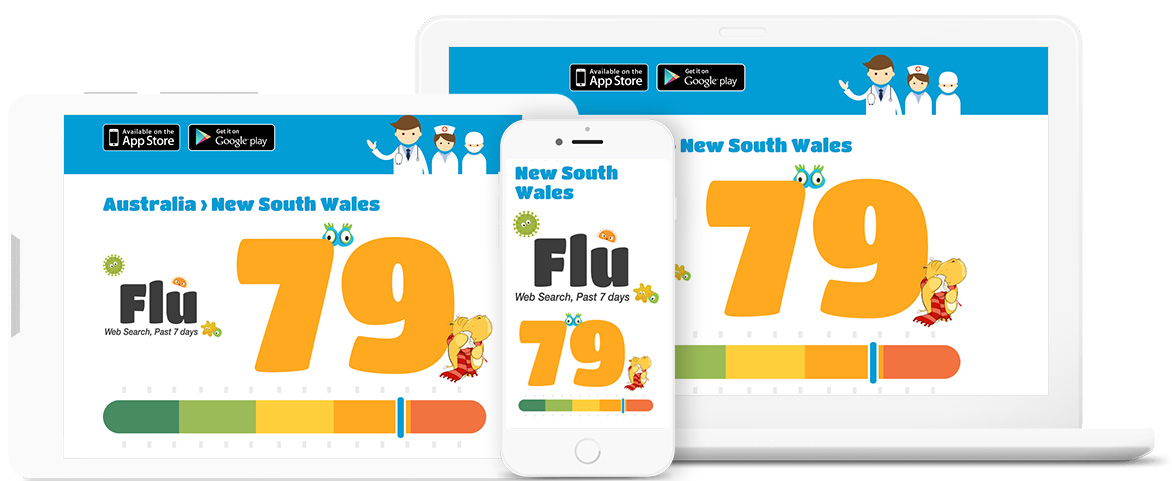 Available on the
App Store
Get it on
Google play
Australia › New South Wales
Flu
Web Search, Past 7 days
79
New South
Wales
Flu
Web Search, Past 7 days
79
Available on the
App Store
Get it on
Google play
New South Wales
79